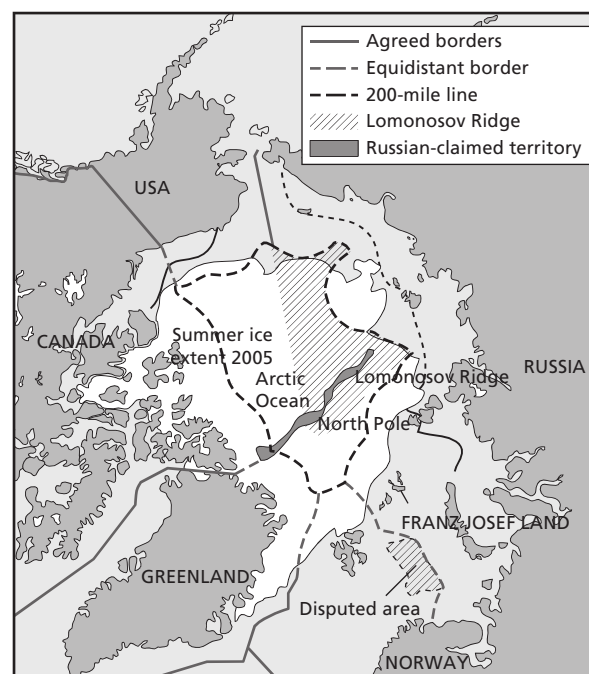 Agreed borders
Equidistant border
200-mile line
Lomonosov Ridge
Russian-claimed territory
USA
CANADA
Summer ice
extent 2005
RUSSIA
Arctic
Ocean
Lomongsov Ridge
North Pole
FRANZ JOSEF LAND
GREENLAND
Disputed area
NORWAY